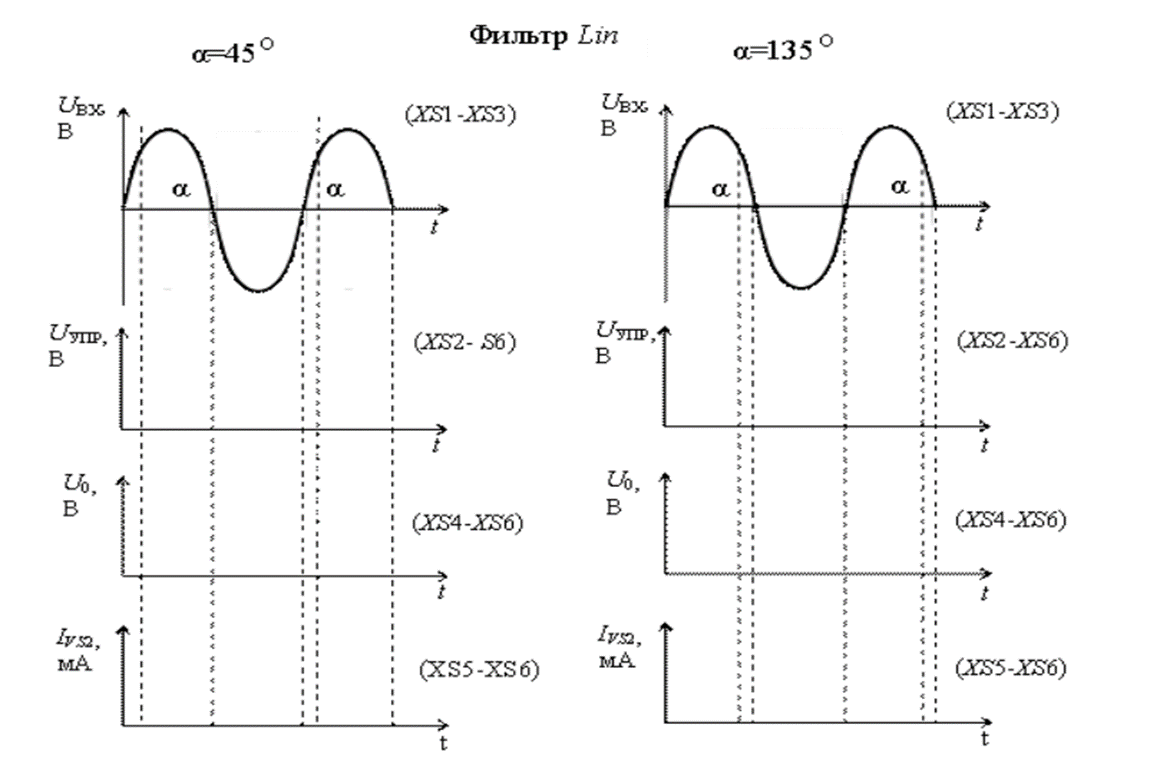 Фильтр Lin
α=45°
UВХ,
В
(XS1-XS3)
α
α
t
UУПР,
В
(XS2- S6)
t
U0,
В
(XS4-XS6)
t
IVS2,
мА
(XS5-XS6)
t
α=135°
UВХ,
В
(XS1-XS3)
α
α
t
UУПР,
В
(XS2-XS6)
t
U0,
В
(XS4-XS6)
t
IVS2,
мА
(XS5-XS6)
t